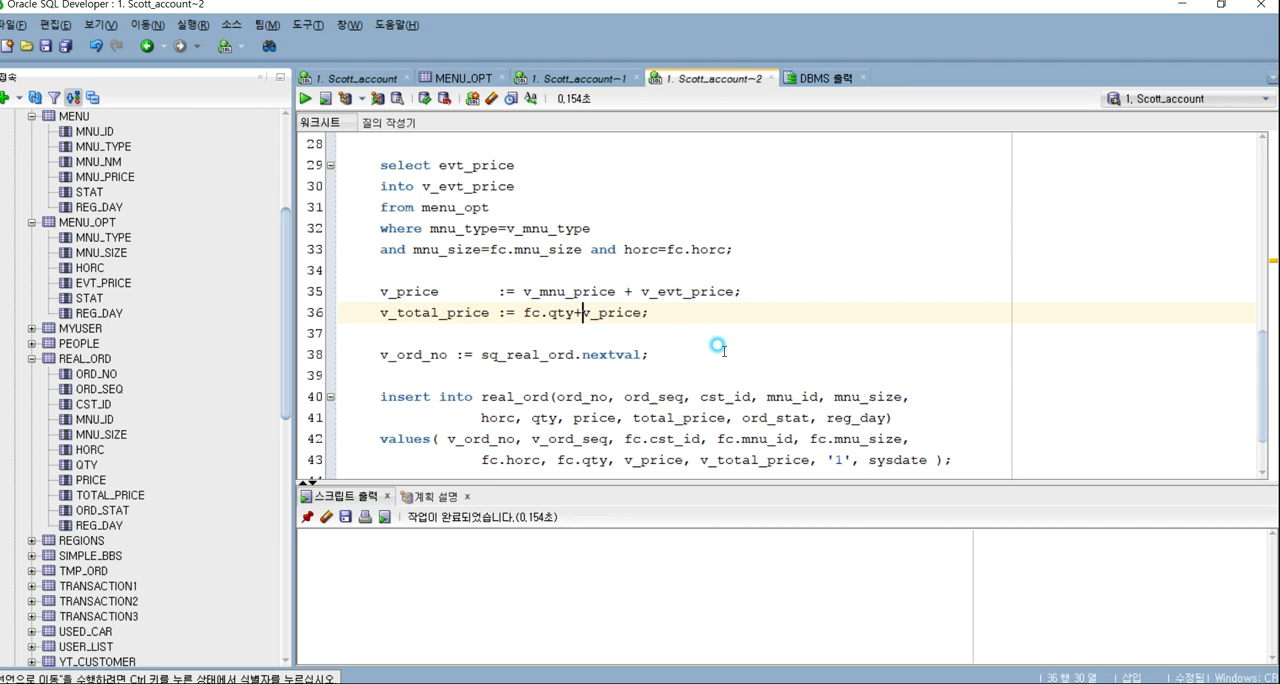 Oracle SQL Developer : 1. Scott_account~2
파일(F) 편집(E) 보기(V) 이동(N) 실행(R) 소스 팀(M) 도구(T) 창(W) 도움말(H)
접속
1. Scott_account
MENU_OPT
1. Scott_account~1
1. Scott_account~2
DBMS 출력
0,154초
1. Scott_account
워크시트 질의 작성기
MENU
MNU_ID
MNU_TYPE
MNU_NM
MNU_PRICE
STAT
REG_DAY
MENU_OPT
MNU_TYPE
MNU_SIZE
HORC
EVT_PRICE
STAT
REG_DAY
MYUSER
PEOPLE
REAL_ORD
ORD_NO
ORD_SEQ
CST_ID
MNU_ID
MNU_SIZE
HORC
QTY
PRICE
TOTAL_PRICE
ORD_STAT
REG_DAY
REGIONS
SIMPLE_BBS
TMP_ORD
TRANSACTION1
TRANSACTION2
TRANSACTION3
USED_CAR
USER_LIST
YT_CUSTOMER
28
29 select evt_price
30 into v_evt_price
31 from menu_opt
32 where mnu_type=v_mnu_type
33 and mnu_size=fc.mnu_size and horc=fc.horc;
34
35 v_price := v_mnu_price + v_evt_price;
36 v_total_price := fc.qty+v_price;
37
38 v_ord_no := sq_real_ord.nextval;
39
40 insert into real_ord(ord_no, ord_seq, cst_id, mnu_id, mnu_size,
41 horc, qty, price, total_price, ord_stat, reg_day)
42 values( v_ord_no, v_ord_seq, fc.cst_id, fc.mnu_id, fc.mnu_size,
43 fc.horc, fc.qty, v_price, v_total_price, '1', sysdate );
스크립트 출력 계획 설명
작업이 완료되었습니다.(0,154초)
선언으로 이동"을 수행하려면 Ctrl 키를 누른 상태에서 식별자를 누르십시오
36 행 30 열 삽입 수정됨 Windows: CR